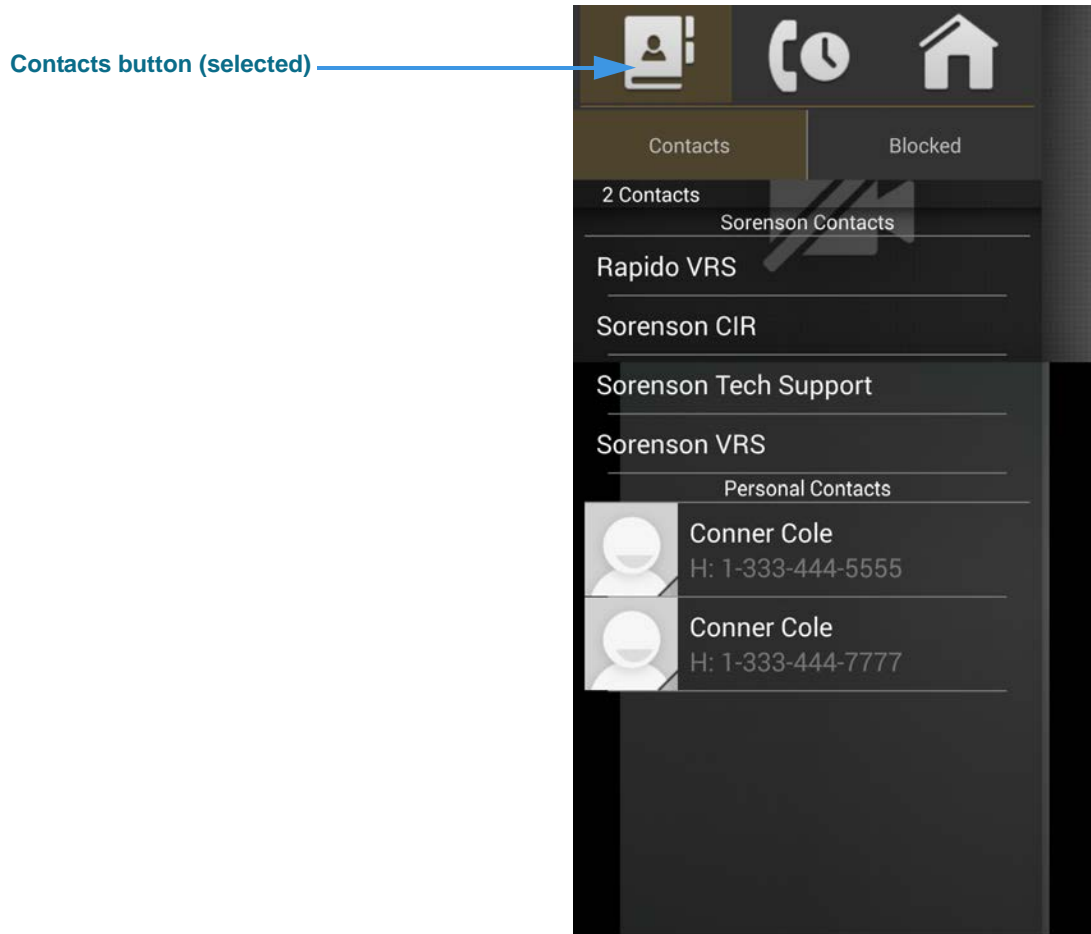 Contacts button (selected)
Contacts
Blocked
2 Contacts
Sorenson Contacts
Rapido VRS
Sorenson CIR
Sorenson Tech Support
Sorenson VRS
Personal Contacts
Conner Cole
H: 1-333-444-5555
Conner Cole
H: 1-333-444-7777